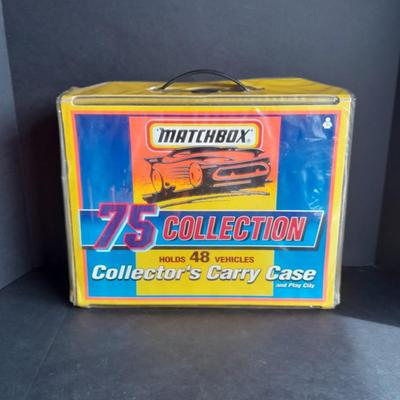 MATCHBOX
75 COLLECTION
HOLDS 48 VEHICLES
Collector's Carry Case
and Play City